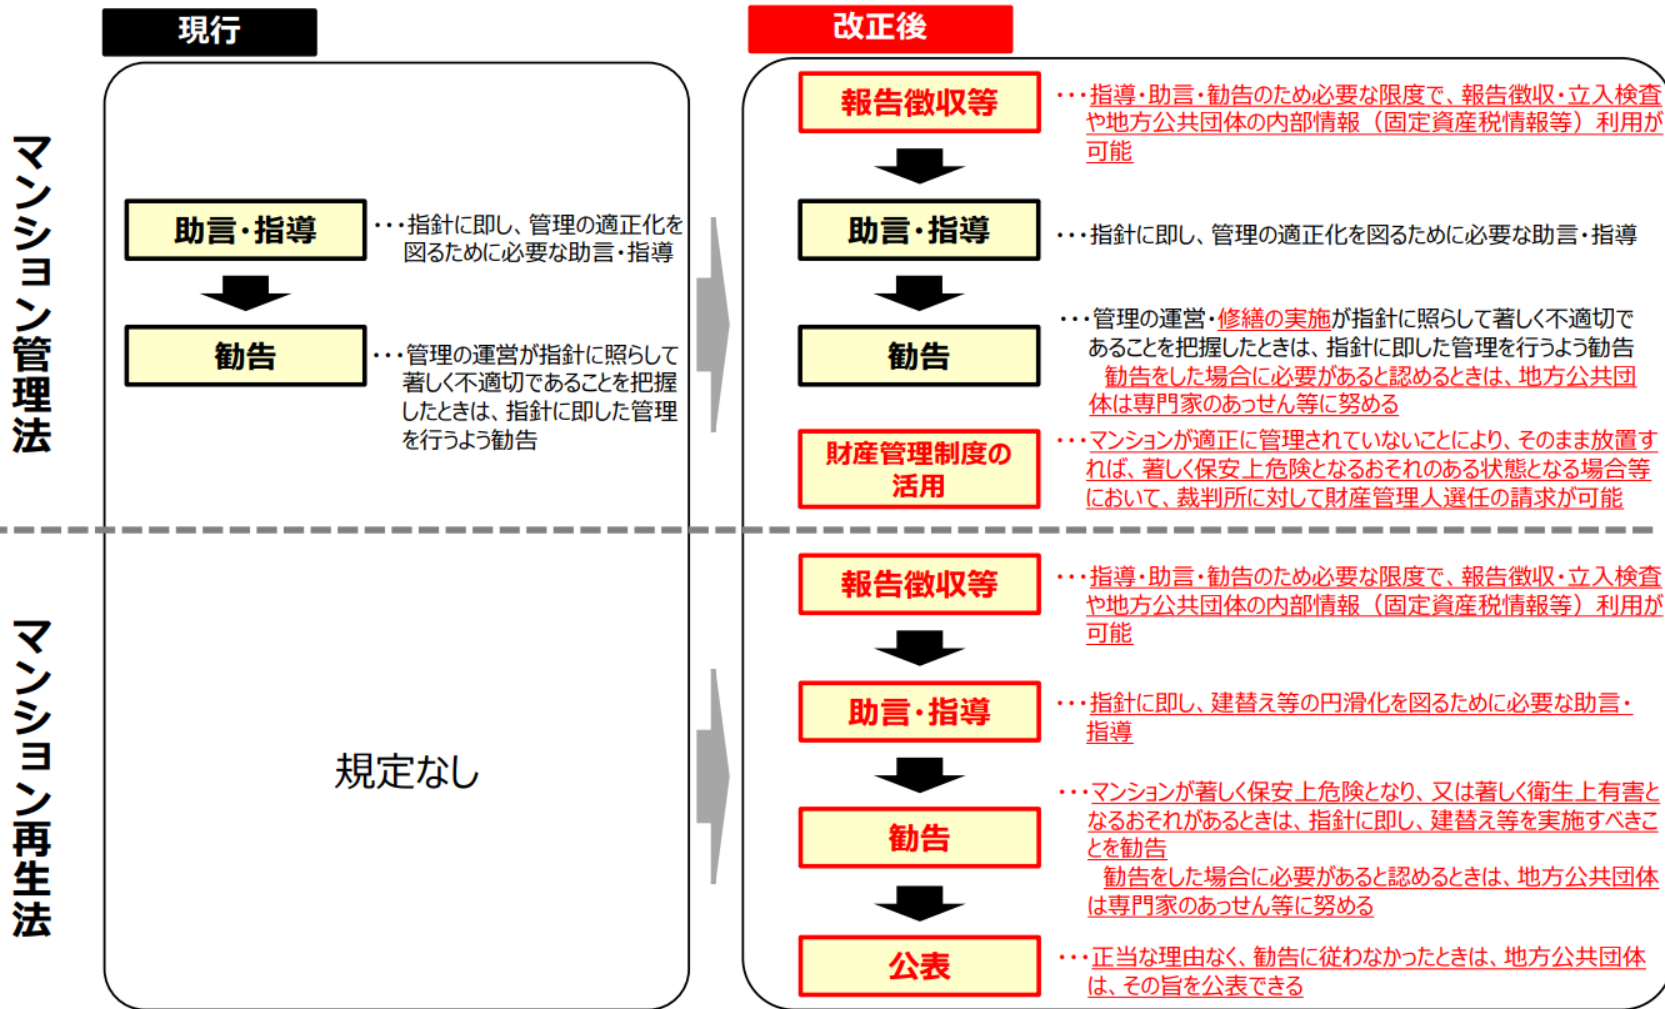 現行
改正後
マンション管理法
助言・指導
・・・指針に即し、管理の適正化を
図るために必要な助言・指導
勧告
・・・管理の運営が指針に照らして
著しく不適切であることを把握
したときは、指針に即した管理
を行うよう勧告
報告徴収等
・・・指導・助言・勧告のため必要な限度で、報告徴収・立入検査
や地方公共団体の内部情報（固定資産税情報等）利用が
可能
助言・指導
・・・指針に即し、管理の適正化を図るために必要な助言・指導
勧告
・・・管理の運営・修繕の実施が指針に照らして著しく不適切で
あることを把握したときは、指針に即した管理を行うよう勧告
勧告をした場合に必要があると認めるときは、地方公共団
体は専門家のあっせん等に努める
財産管理制度の
活用
・・・マンションが適正に管理されていないことにより、そのまま放置す
れば、著しく保安上危険となるおそれのある状態となる場合等
において、裁判所に対して財産管理人選任の請求が可能
マンション再生法
規定なし
報告徴収等
・・・指導・助言・勧告のため必要な限度で、報告徴収・立入検査
や地方公共団体の内部情報（固定資産税情報等）利用が
可能
助言・指導
・・・指針に即し、建替え等の円滑化を図るために必要な助言・
指導
勧告
・・・マンションが著しく保安上危険となり、又は著しく衛生上有害と
なるおそれがあるときは、指針に即し、建替え等を実施すべきこ
とを勧告
勧告をした場合に必要があると認めるときは、地方公共団体
は専門家のあっせん等に努める
公表
・・・正当な理由なく、勧告に従わなかったときは、地方公共団体
は、その旨を公表できる